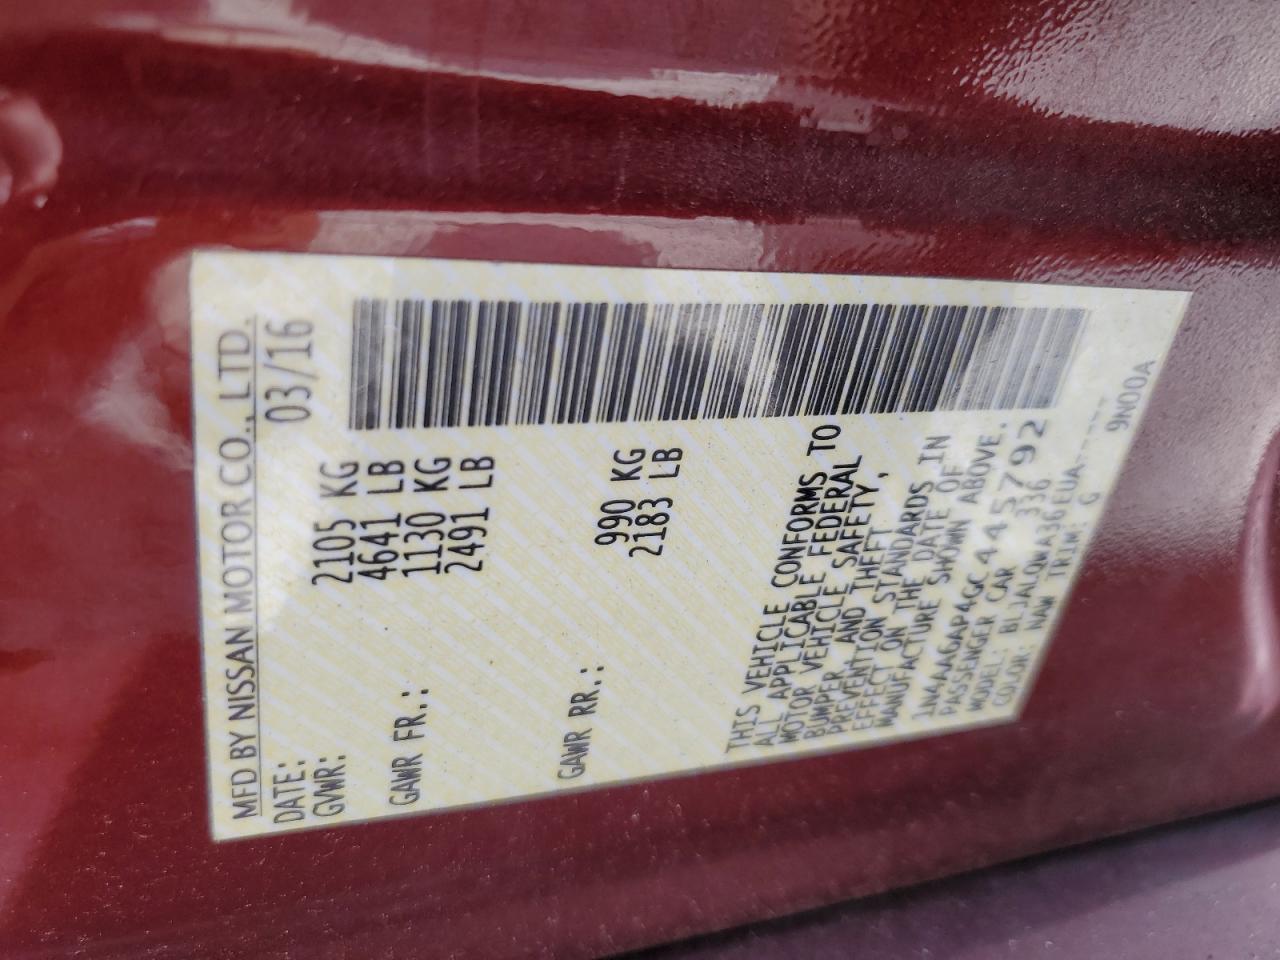 MFD BY NISSAN MOTOR CO., LTD.
DATE: 03/16
GVWR: 2105 KG
4641 LB
GAWR FR.: 1130 KG
2491 LB
GAWR RR.: 990 KG
2183 LB
THIS VEHICLE CONFORMS TO
ALL APPLICABLE FEDERAL
MOTOR VEHICLE SAFETY,
BUMPER AND THEFT
PREVENTION STANDARDS IN
EFFECT ON THE DATE OF
MANUFACTURE SHOWN ABOVE.
1N4AA6AP4GC445792
PASSENGER CAR 336
MODEL: BLJALQWA36EUA-----
COLOR: NAW TRIM: G
9N00A